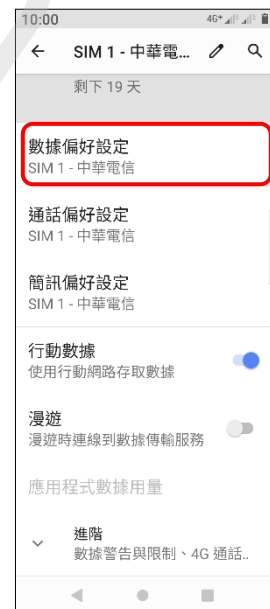 10:00 4G+
SIM 1 - 中華電...
剩下 19 天
數據偏好設定
SIM 1 - 中華電信
通話偏好設定
SIM 1 - 中華電信
簡訊偏好設定
SIM 1 - 中華電信
行動數據
使用行動網路存取數據
漫遊
漫遊時連線到數據傳輸服務
應用程式數據用量
進階
數據警告與限制、4G 通話..